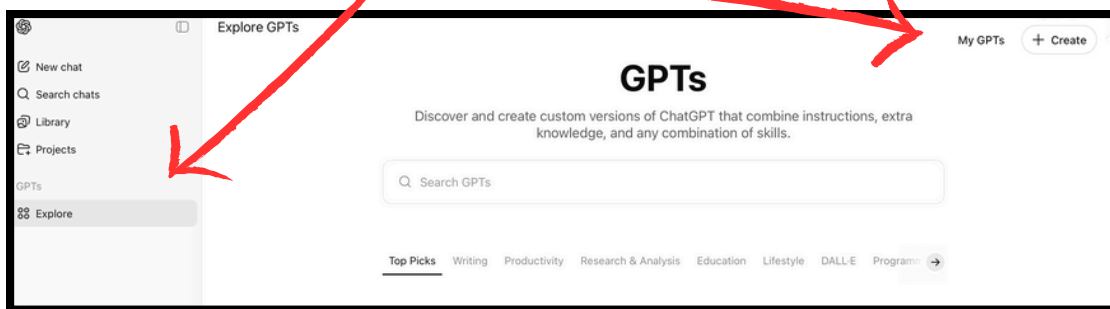 Explore GPTs
New chat
Search chats
Library
Projects
GPTs
Explore
My GPTs
+ Create
GPTs
Discover and create custom versions of ChatGPT that combine instructions, extra
knowledge, and any combination of skills.
Search GPTs
Top Picks Writing Productivity Research & Analysis Education Lifestyle DALL·E